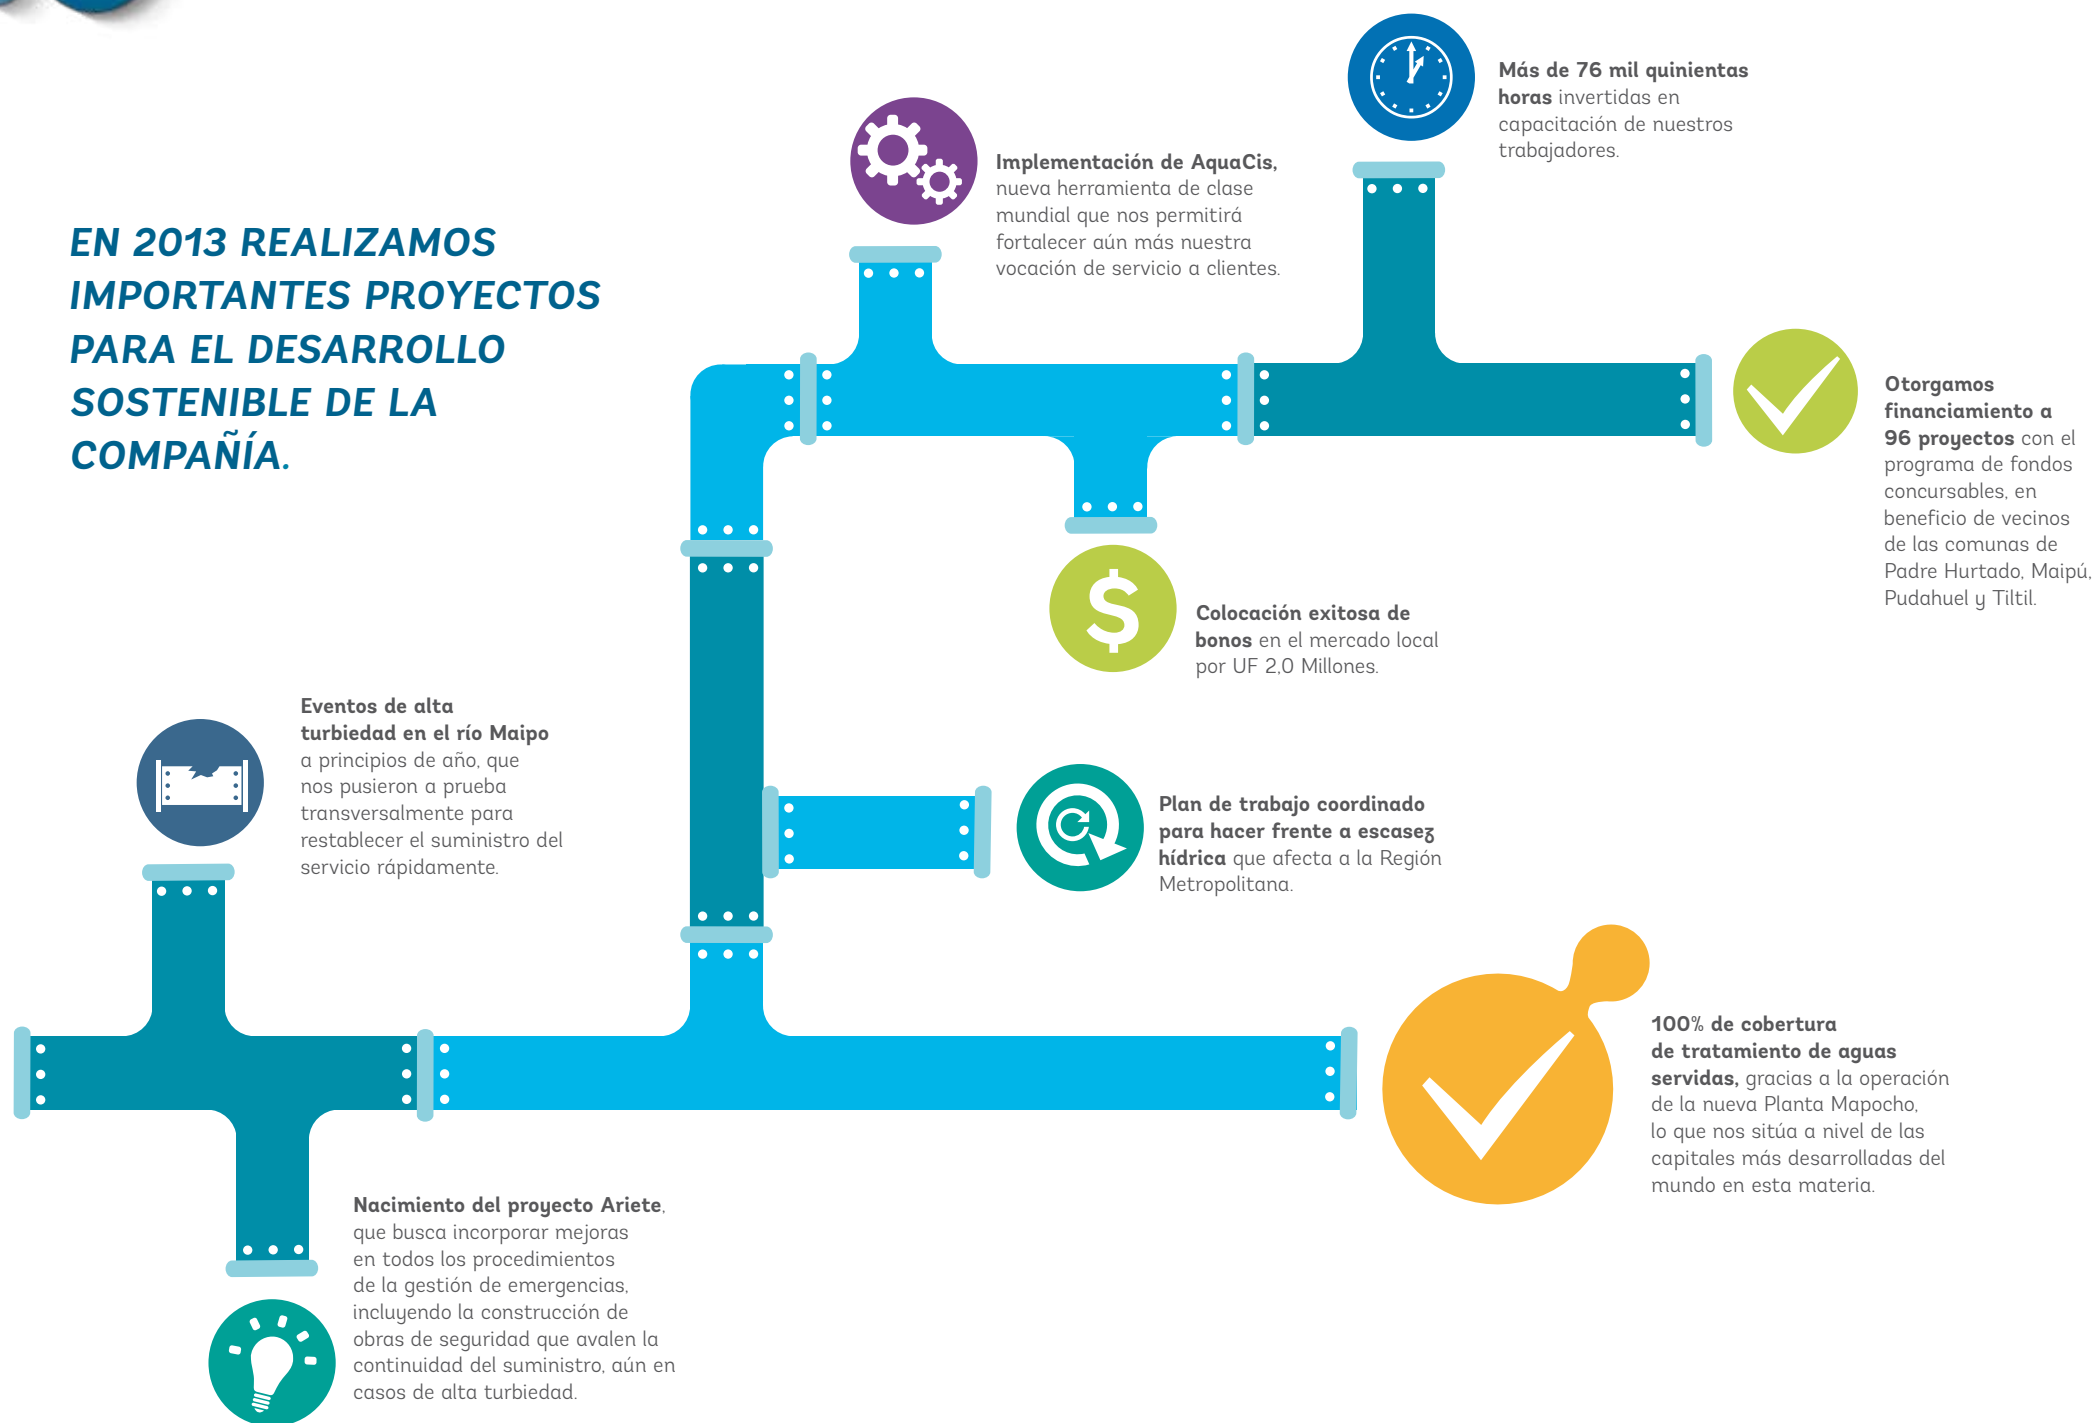 EN 2013 REALIZAMOS
IMPORTANTES PROYECTOS
PARA EL DESARROLLO
SOSTENIBLE DE LA
COMPAÑÍA.
Implementación de AquaCis,
nueva herramienta de clase
mundial que nos permitirá
fortalecer aún más nuestra
vocación de servicio a clientes.
Más de 76 mil quinientas
horas invertidas en
capacitación de nuestros
trabajadores.
Otorgamos
financiamiento a
96 proyectos con el
programa de fondos
concursables, en
beneficio de vecinos
de las comunas de
Padre Hurtado, Maipú,
Pudahuel y Tiltil.
$
Colocación exitosa de
bonos en el mercado local
por UF 2,0 Millones.
Eventos de alta
turbiedad en el río Maipo
a principios de año, que
nos pusieron a prueba
transversalmente para
restablecer el suministro del
servicio rápidamente.
Plan de trabajo coordinado
para hacer frente a escasez
hídrica que afecta a la Región
Metropolitana.
100% de cobertura
de tratamiento de aguas
servidas, gracias a la operación
de la nueva Planta Mapocho,
lo que nos sitúa a nivel de las
capitales más desarrolladas del
mundo en esta materia.
Nacimiento del proyecto Ariete,
que busca incorporar mejoras
en todos los procedimientos
de la gestión de emergencias,
incluyendo la construcción de
obras de seguridad que avalen la
continuidad del suministro, aún en
casos de alta turbiedad.